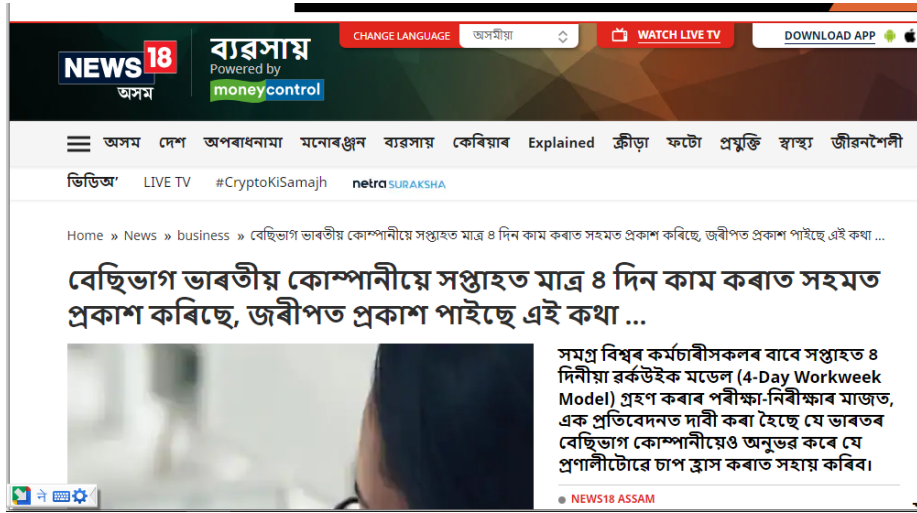 NEWS 18
অসম
ব্যৱসায়
Powered by
moneycontrol
CHANGE LANGUAGE অসমীয়া
WATCH LIVE TV
DOWNLOAD APP
অসম দেশ অপৰাধনামা মনোৰঞ্জন ব্যৱসায় কেৰিয়াৰ Explained ক্ৰীড়া ফটো প্ৰযুক্তি স্বাস্থ্য জীৱনশৈলী
ভিডিঅ’ LIVE TV #CryptoKiSamajh netra SURAKSHA
Home » News » business » বেছিভাগ ভাৰতীয় কোম্পানীয়ে সপ্তাহত মাত্ৰ ৪ দিন কাম কৰাত সহমত প্ৰকাশ কৰিছে, জৰীপত প্ৰকাশ পাইছে এই কথা ...
বেছিভাগ ভাৰতীয় কোম্পানীয়ে সপ্তাহত মাত্ৰ ৪ দিন কাম কৰাত সহমত
প্ৰকাশ কৰিছে, জৰীপত প্ৰকাশ পাইছে এই কথা ...
সমগ্ৰ বিশ্বৰ কৰ্মচাৰীসকলৰ বাবে সপ্তাহত ৪
দিনীয়া ৱৰ্কউইক মডেল (4-Day Workweek
Model) গ্ৰহণ কৰাৰ পৰীক্ষা-নিৰীক্ষাৰ মাজত,
এক প্ৰতিবেদনত দাবী কৰা হৈছে যে ভাৰতৰ
বেছিভাগ কোম্পানীয়েও অনুভৱ কৰে যে
প্ৰণালীটোৱে চাপ হ্ৰাস কৰাত সহায় কৰিব।
NEWS18 ASSAM
ने